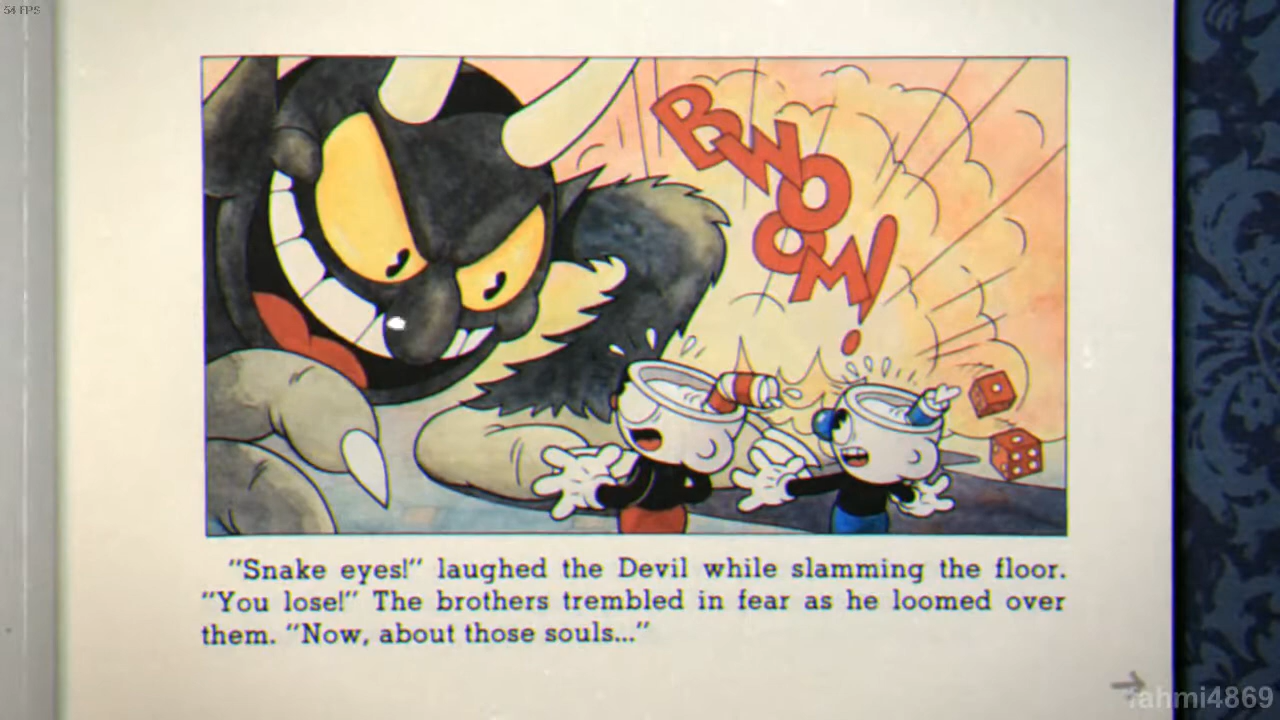 54 FPS
BWOOM!
"Snake eyes!" laughed the Devil while slamming the floor.
"You lose!" The brothers trembled in fear as he loomed over
them. "Now, about those souls..."
fahmi4869